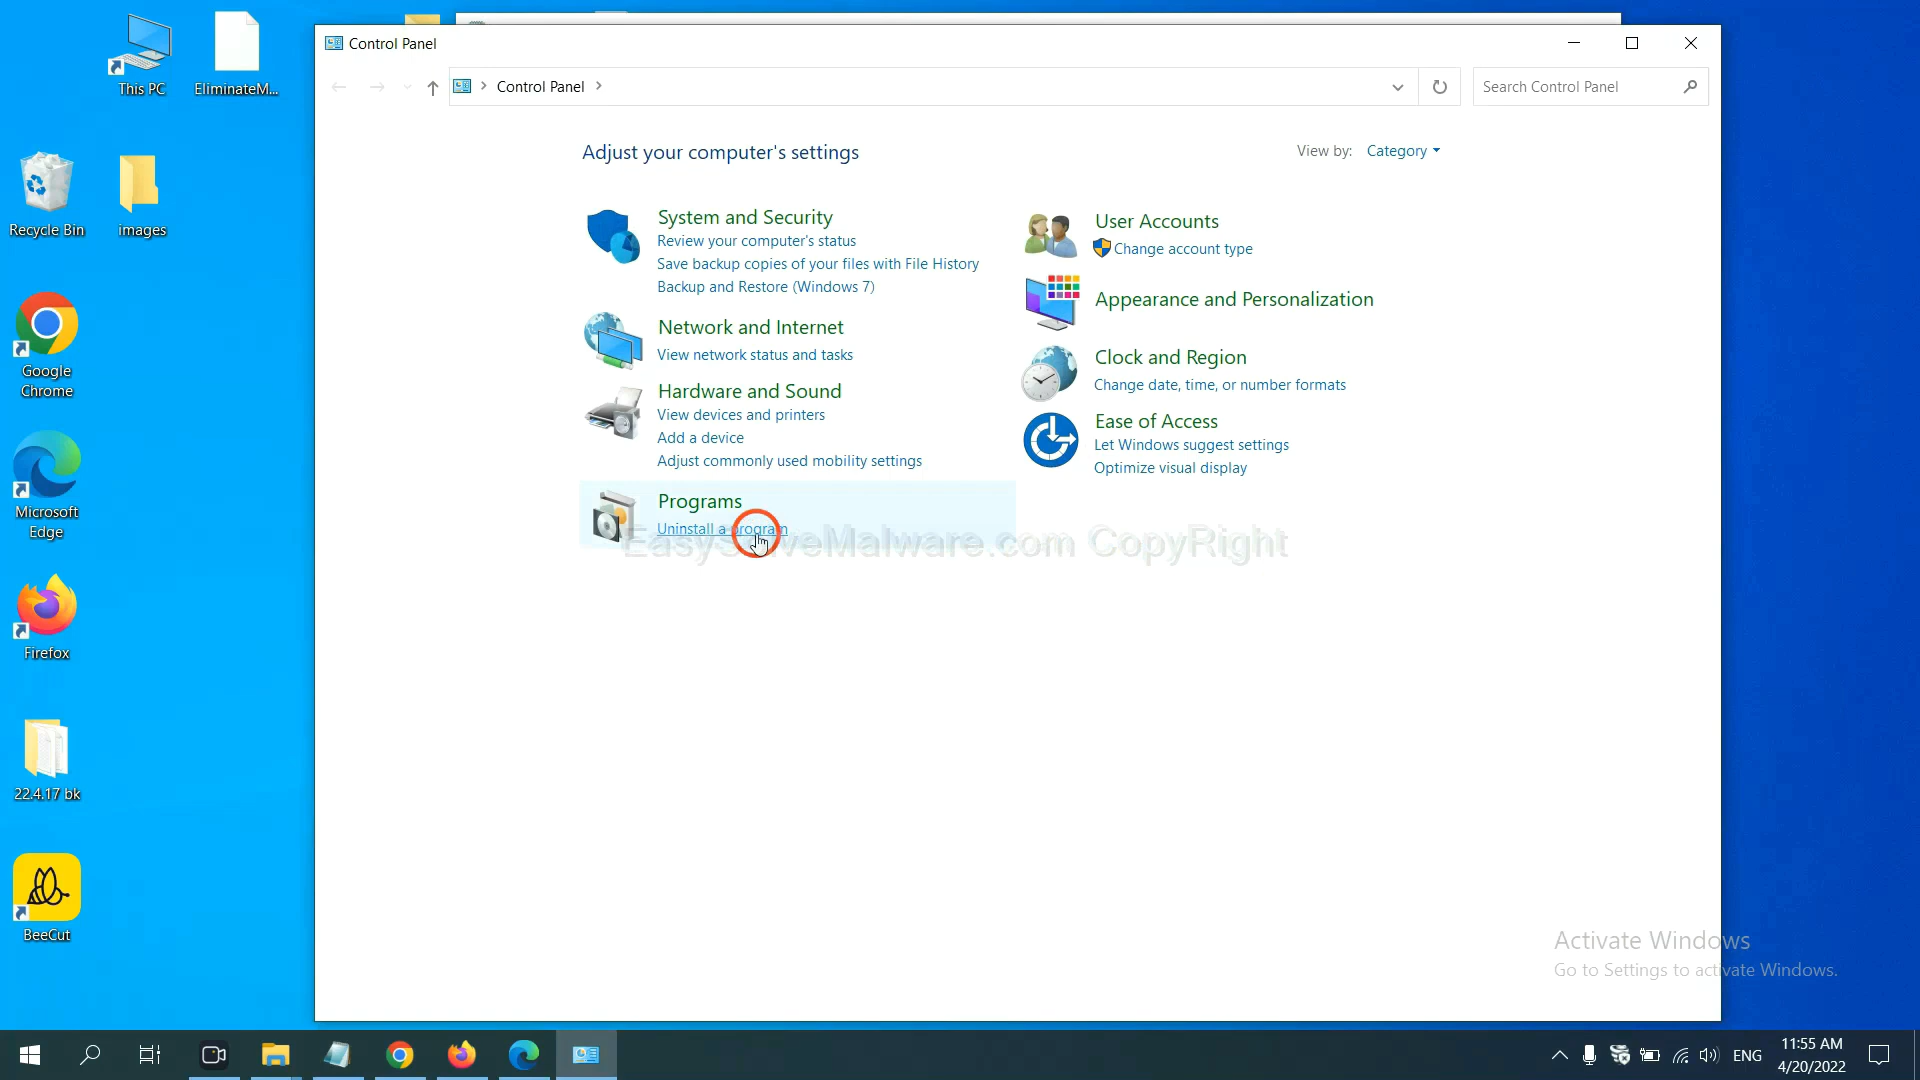 This PC
EliminateM...
Recycle Bin
images
Google
Chrome
Microsoft
Edge
Firefox
22.4.17 bk
BeeCut
Control Panel
Control Panel
Search Control Panel
Adjust your computer's settings
View by:
Category
System and Security
Review your computer's status
Save backup copies of your files with File History
Backup and Restore (Windows 7)
Network and Internet
View network status and tasks
Hardware and Sound
View devices and printers
Add a device
Adjust commonly used mobility settings
Programs
Uninstall a program
User Accounts
Change account type
Appearance and Personalization
Clock and Region
Change date, time, or number formats
Ease of Access
Let Windows suggest settings
Optimize visual display
EasySolveMalware.com CopyRight
Activate Windows
Go to Settings to activate Windows.
ENG
11:55 AM
4/20/2022